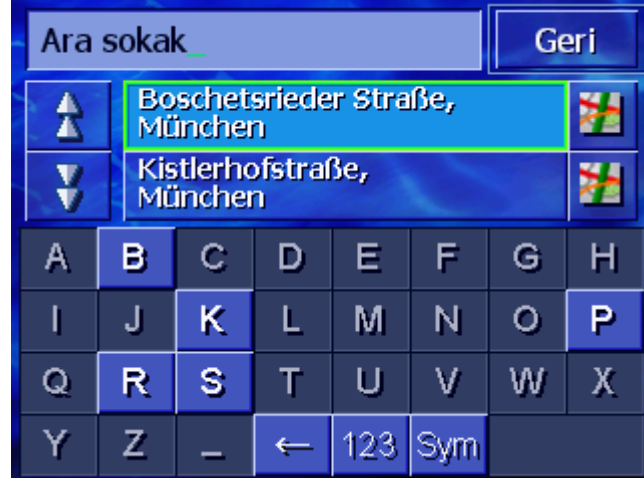 Ara sokak_
Geri
Boschetsrieder Straße,
München
Kistlerhofstraße,
München
A B C D E F G H
I J K L M N O P
Q R S T U V W X
Y Z _ ← 123 Sym